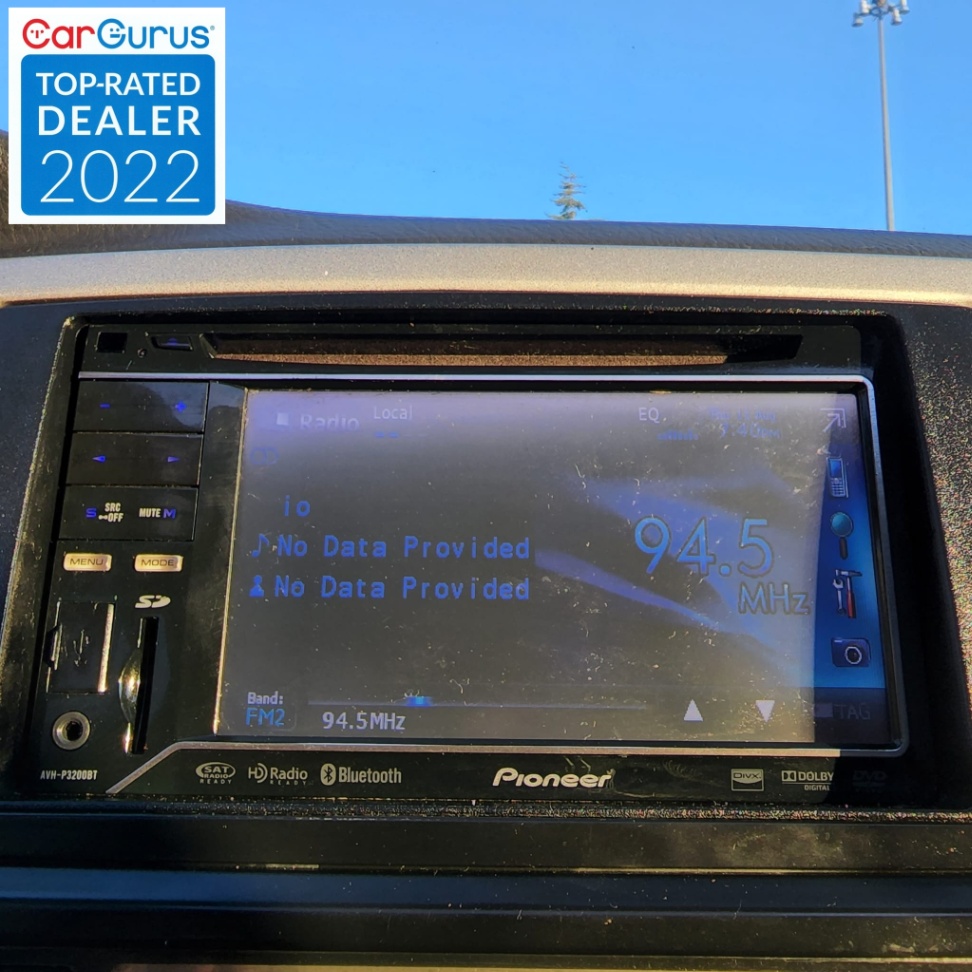 CarGurus
TOP-RATED
DEALER
2022
Radio Local EQ
io
No Data Provided
No Data Provided
94.5
MHz
Band:
FM2
94.5MHz
TAG
SRC
OFF
MUTE M
MENU MODE
SD
AVH-P3200BT
SAT
RADIO
READY
HD Radio
READY
Bluetooth
Pioneer
DIVX
DOLBY
DIGITAL
DVD